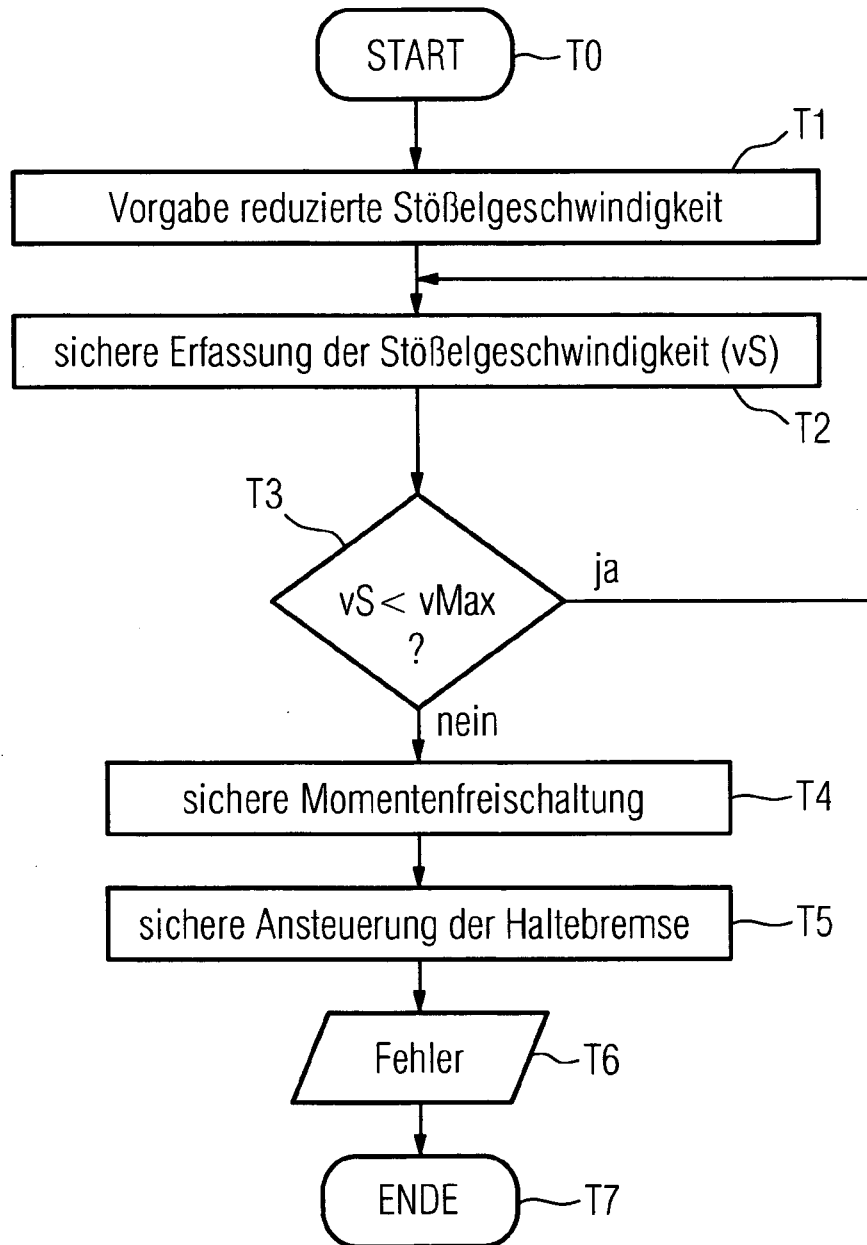 START
T0
T1
Vorgabe reduzierte Stößelgeschwindigkeit
sichere Erfassung der Stößelgeschwindigkeit (vS)
T2
T3
vS < vMax
?
ja
nein
sichere Momentenfreischaltung
T4
sichere Ansteuerung der Haltebremse
T5
Fehler
T6
ENDE
T7